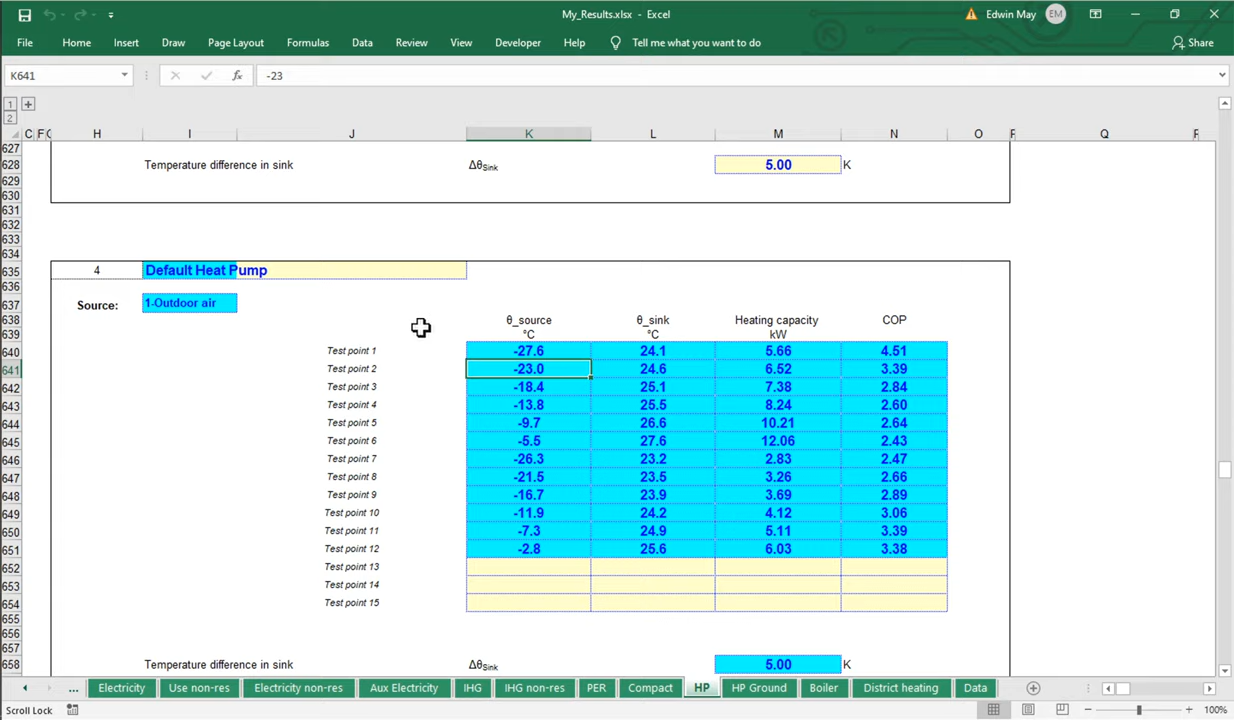 My_Results.xlsx - Excel
Edwin May EM
File Home Insert Draw Page Layout Formulas Data Review View Developer Help Tell me what you want to do Share
K641 fx -23
1
2
C F G H I J K L M N O P Q
627
628 Temperature difference in sink ΔθSink 5.00 K
629
630
631
632
633
634
635 4 Default Heat Pump
636
637 Source: 1-Outdoor air
638 θ_source θ_sink Heating capacity COP
639 °C °C kW
640 Test point 1 -27.6 24.1 5.66 4.51
641 Test point 2 -23.0 24.6 6.52 3.39
642 Test point 3 -18.4 25.1 7.38 2.84
643 Test point 4 -13.8 25.5 8.24 2.60
644 Test point 5 -9.7 26.6 10.21 2.64
645 Test point 6 -5.5 27.6 12.06 2.43
646 Test point 7 -26.3 23.2 2.83 2.47
647 Test point 8 -21.5 23.5 3.26 2.66
648 Test point 9 -16.7 23.9 3.69 2.89
649 Test point 10 -11.9 24.2 4.12 3.06
650 Test point 11 -7.3 24.9 5.11 3.39
651 Test point 12 -2.8 25.6 6.03 3.38
652 Test point 13
653 Test point 14
654 Test point 15
655
656
657
658 Temperature difference in sink ΔθSink 5.00 K
... Electricity Use non-res Electricity non-res Aux Electricity IHG IHG non-res PER Compact HP HP Ground Boiler District heating Data
Scroll Lock 100%